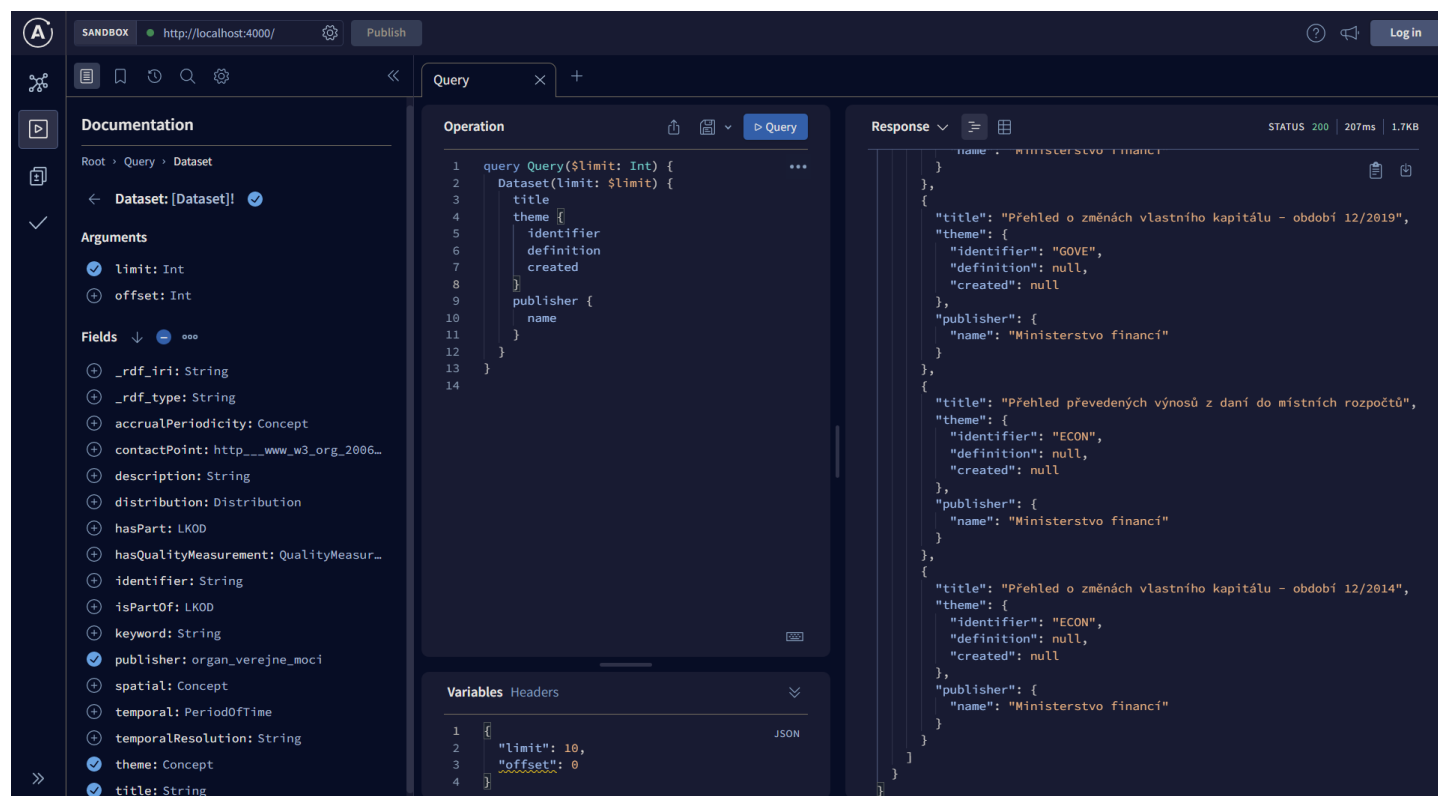 SANDBOX http://localhost:4000/ Publish Log in
Documentation
Root › Query › Dataset
Dataset: [Dataset]!
Arguments
limit: Int
offset: Int
Fields
_rdf_iri: String
_rdf_type: String
accrualPeriodicity: Concept
contactPoint: http___www_w3_org_2006…
description: String
distribution: Distribution
hasPart: LKOD
hasQualityMeasurement: QualityMeasur…
identifier: String
isPartOf: LKOD
keyword: String
publisher: organ_verejne_moci
spatial: Concept
temporal: PeriodOfTime
temporalResolution: String
theme: Concept
title: String
Query
Operation Query
1 query Query($limit: Int) {
2 Dataset(limit: $limit) {
3 title
4 theme {
5 identifier
6 definition
7 created
8 }
9 publisher {
10 name
11 }
12 }
13 }
14
Variables Headers
JSON
1 {
2 "limit": 10,
3 "offset": 0
4 }
Response STATUS 200 207ms 1.7KB
"name": "Ministerstvo financí"
}
},
{
"title": "Přehled o změnách vlastního kapitálu – období 12/2019",
"theme": {
"identifier": "GOVE",
"definition": null,
"created": null
},
"publisher": {
"name": "Ministerstvo financí"
}
},
{
"title": "Přehled převedených výnosů z daní do místních rozpočtů",
"theme": {
"identifier": "ECON",
"definition": null,
"created": null
},
"publisher": {
"name": "Ministerstvo financí"
}
},
{
"title": "Přehled o změnách vlastního kapitálu – období 12/2014",
"theme": {
"identifier": "ECON",
"definition": null,
"created": null
},
"publisher": {
"name": "Ministerstvo financí"
}
}
]
}
}